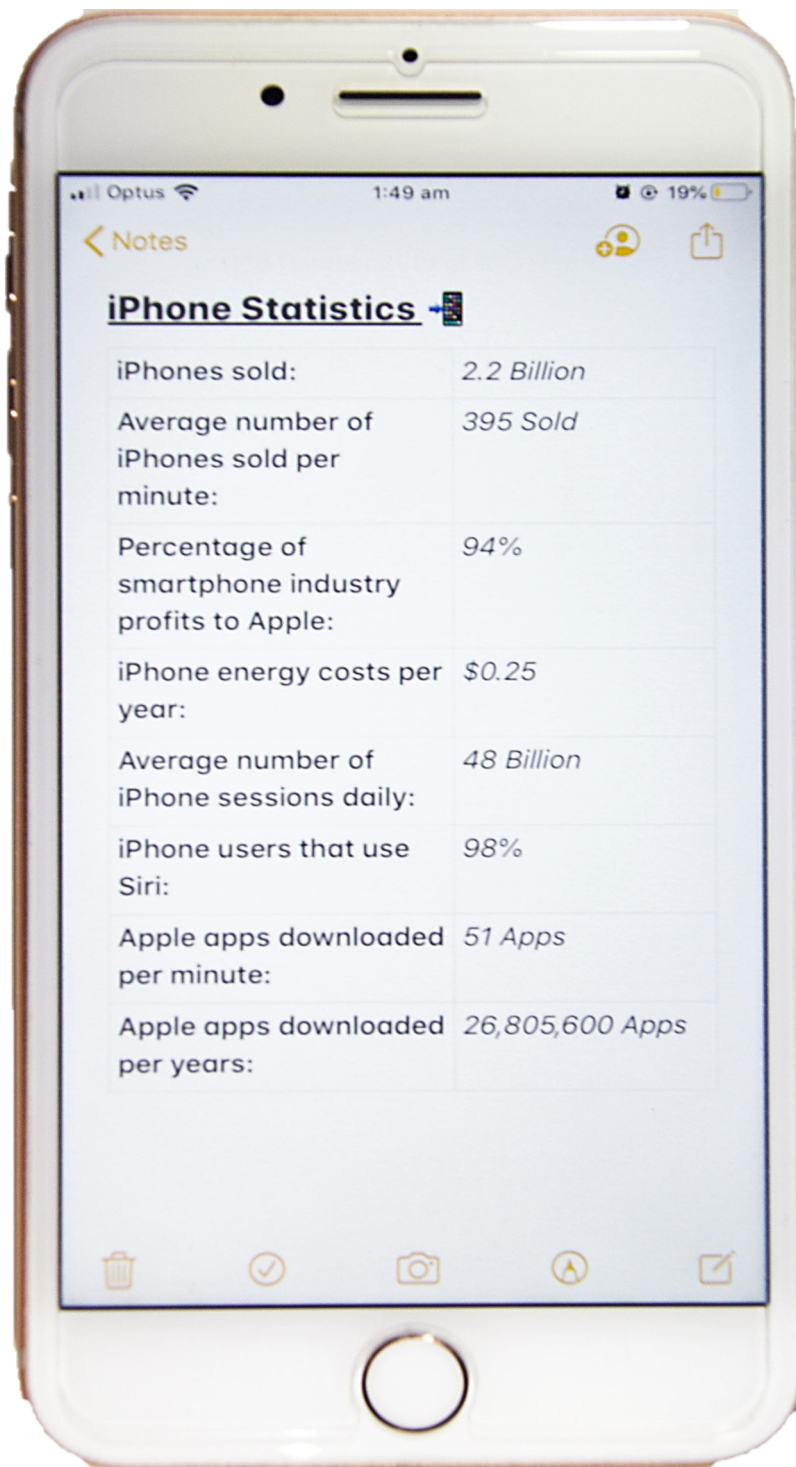 Optus 1:49 am 19%
Notes
iPhone Statistics
iPhones sold: 2.2 Billion
Average number of 395 Sold
iPhones sold per
minute:
Percentage of 94%
smartphone industry
profits to Apple:
iPhone energy costs per $0.25
year:
Average number of 48 Billion
iPhone sessions daily:
iPhone users that use 98%
Siri:
Apple apps downloaded 51 Apps
per minute:
Apple apps downloaded 26,805,600 Apps
per years: